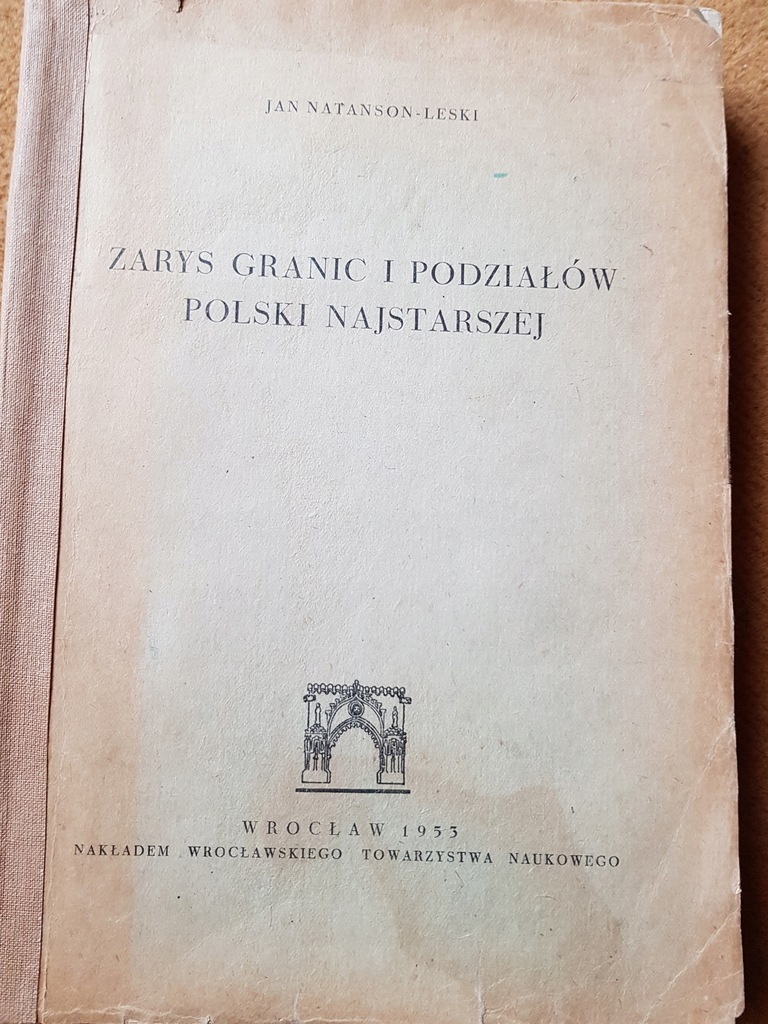 JAN NATANSON-LESKI
ZARYS GRANIC I PODZIAŁÓW
POLSKI NAJSTARSZEJ
WROCŁAW 1953
NAKŁADEM WROCŁAWSKIEGO TOWARZYSTWA NAUKOWEGO